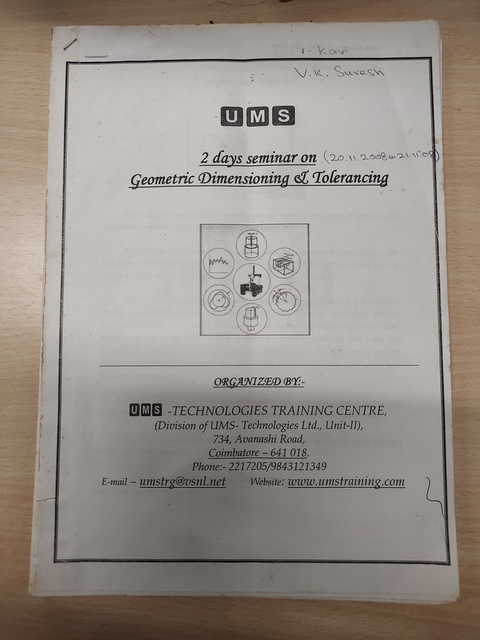 1. Kavi
V.K. Suresh
UMS
2 days seminar on (20.11.2008 to 21.11.08)
Geometric Dimensioning & Tolerancing
ORGANIZED BY:-
UMS -TECHNOLOGIES TRAINING CENTRE,
(Division of UMS- Technologies Ltd., Unit-II),
734, Avanashi Road,
Coimbatore – 641 018.
Phone:- 2217205/9843121349
E-mail – umstrg@vsnl.net Website: www.umstraining.com